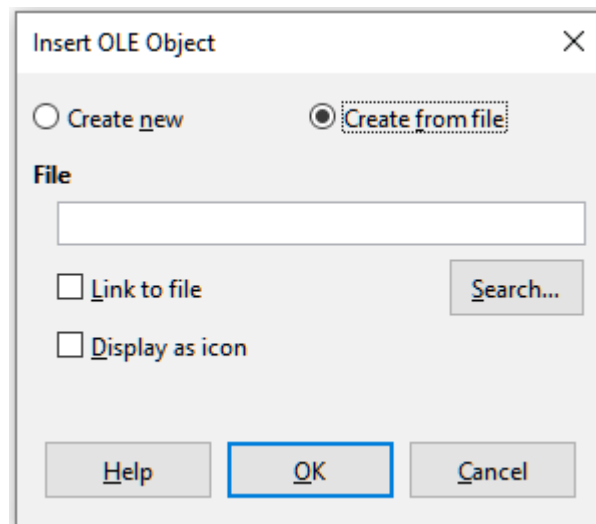 Insert OLE Object
Create new Create from file
File
Link to file Search...
Display as icon
Help OK Cancel